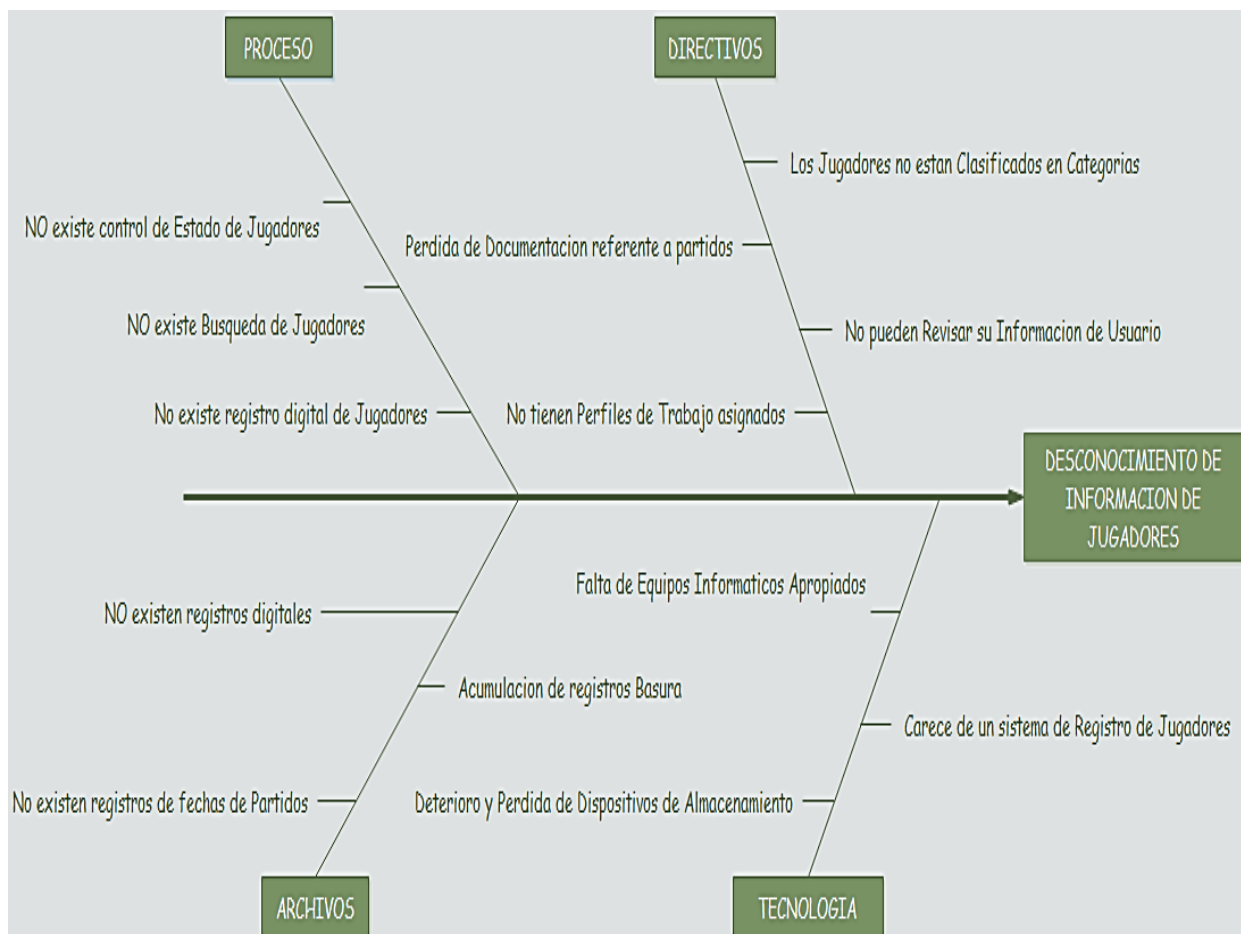 PROCESO
DIRECTIVOS
Los Jugadores no estan Clasificados en Categorias
NO existe control de Estado de Jugadores
Perdida de Documentacion referente a partidos
NO existe Busqueda de Jugadores
No pueden Revisar su Informacion de Usuario
No existe registro digital de Jugadores
No tienen Perfiles de Trabajo asignados
DESCONOCIMIENTO DE
INFORMACION DE
JUGADORES
Falta de Equipos Informaticos Apropiados
NO existen registros digitales
Acumulacion de registros Basura
Carece de un sistema de Registro de Jugadores
No existen registros de fechas de Partidos
Deterioro y Perdida de Dispositivos de Almacenamiento
ARCHIVOS
TECNOLOGIA